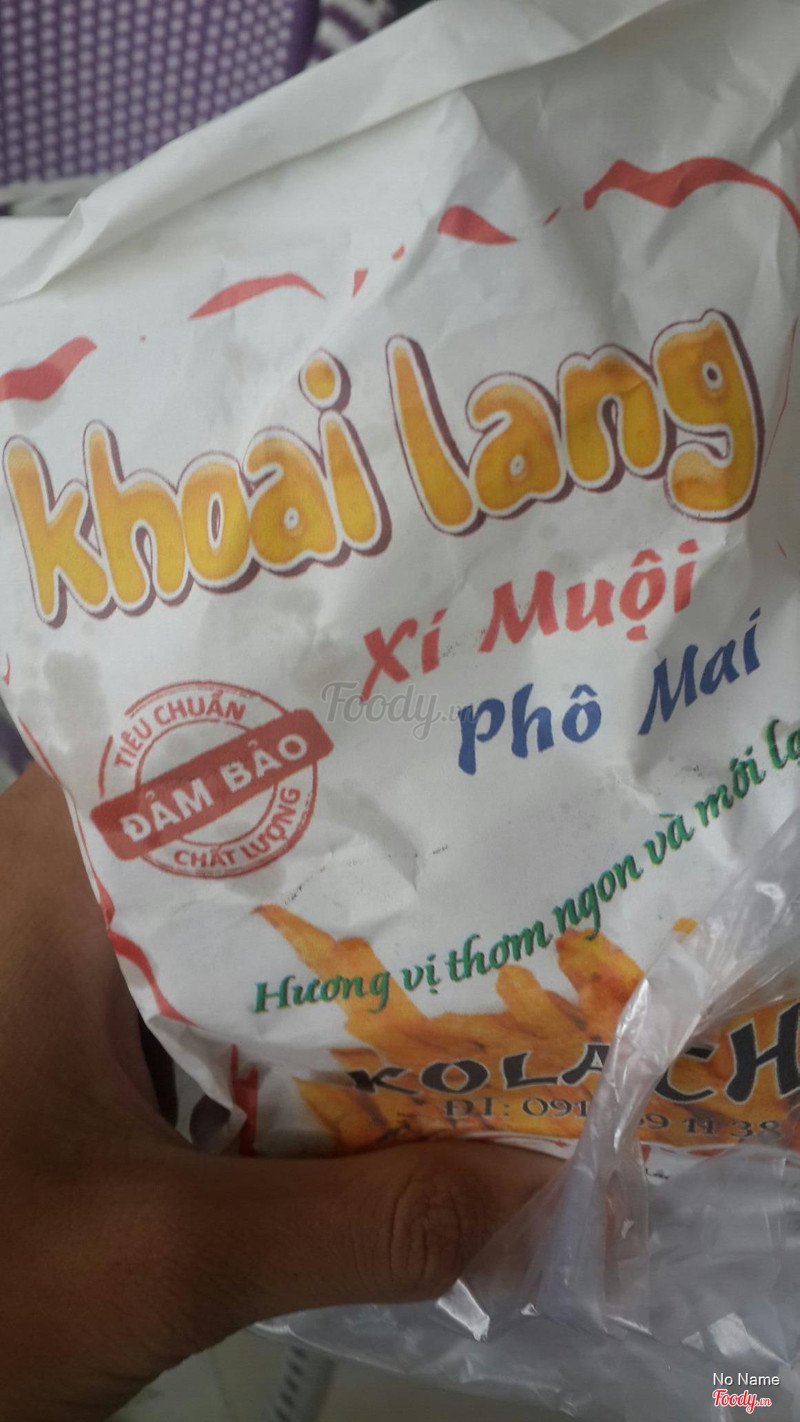 khoai lang
Xí Muội
Phô Mai
TIÊU CHUẨN
ĐẢM BẢO
CHẤT LƯỢNG
Foody.vn
Hương vị thơm ngon và mới
KOLA
No Name
Foody.vn